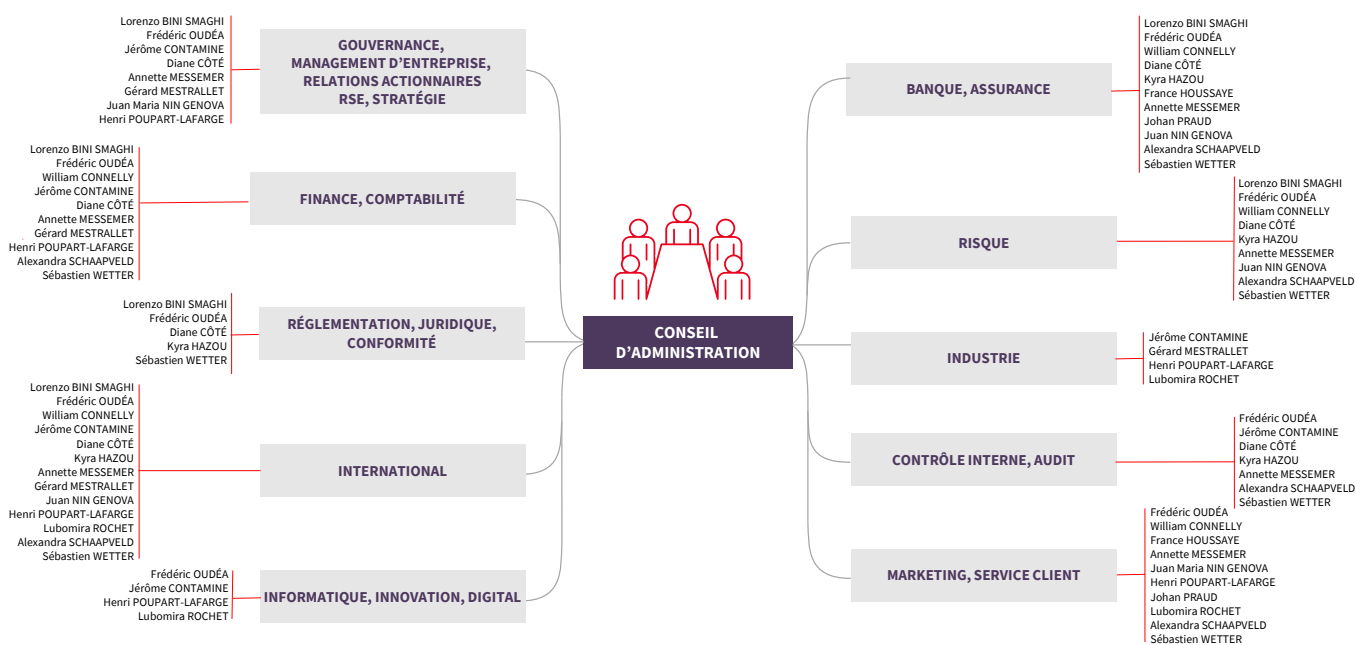 Lorenzo BINI SMAGHI
Frédéric OUDÉA
Jérôme CONTAMINE
Diane CÔTÉ
Annette MESSEMER
Gérard MESTRALLET
Juan Maria NIN GENOVA
Henri POUPART-LAFARGE
GOUVERNANCE,
MANAGEMENT D'ENTREPRISE,
RELATIONS ACTIONNAIRES
RSE, STRATÉGIE
Lorenzo BINI SMAGHI
Frédéric OUDÉA
William CONNELLY
Jérôme CONTAMINE
Diane CÔTÉ
Annette MESSEMER
Gérard MESTRALLET
Henri POUPART-LAFARGE
Alexandra SCHAAPVELD
Sébastien WETTER
FINANCE, COMPTABILITÉ
Lorenzo BINI SMAGHI
Frédéric OUDÉA
Diane CÔTÉ
Kyra HAZOU
Sébastien WETTER
RÉGLEMENTATION, JURIDIQUE,
CONFORMITÉ
Lorenzo BINI SMAGHI
Frédéric OUDÉA
William CONNELLY
Jérôme CONTAMINE
Diane CÔTÉ
Kyra HAZOU
Annette MESSEMER
Gérard MESTRALLET
Juan NIN GENOVA
Henri POUPART-LAFARGE
Lubomira ROCHET
Alexandra SCHAAPVELD
Sébastien WETTER
INTERNATIONAL
Frédéric OUDÉA
Jérôme CONTAMINE
Henri POUPART-LAFARGE
Lubomira ROCHET
INFORMATIQUE, INNOVATION, DIGITAL
CONSEIL
D'ADMINISTRATION
BANQUE, ASSURANCE
Lorenzo BINI SMAGHI
Frédéric OUDÉA
William CONNELLY
Diane CÔTÉ
Kyra HAZOU
France HOUSSAYE
Annette MESSEMER
Johan PRAUD
Juan NIN GENOVA
Alexandra SCHAAPVELD
Sébastien WETTER
RISQUE
Lorenzo BINI SMAGHI
Frédéric OUDÉA
William CONNELLY
Diane CÔTÉ
Kyra HAZOU
Annette MESSEMER
Juan NIN GENOVA
Alexandra SCHAAPVELD
Sébastien WETTER
INDUSTRIE
Jérôme CONTAMINE
Gérard MESTRALLET
Henri POUPART-LAFARGE
Lubomira ROCHET
CONTRÔLE INTERNE, AUDIT
Frédéric OUDÉA
Jérôme CONTAMINE
Diane CÔTÉ
Kyra HAZOU
Annette MESSEMER
Alexandra SCHAAPVELD
Sébastien WETTER
MARKETING, SERVICE CLIENT
Frédéric OUDÉA
William CONNELLY
France HOUSSAYE
Annette MESSEMER
Juan Maria NIN GENOVA
Henri POUPART-LAFARGE
Johan PRAUD
Lubomira ROCHET
Alexandra SCHAAPVELD
Sébastien WETTER